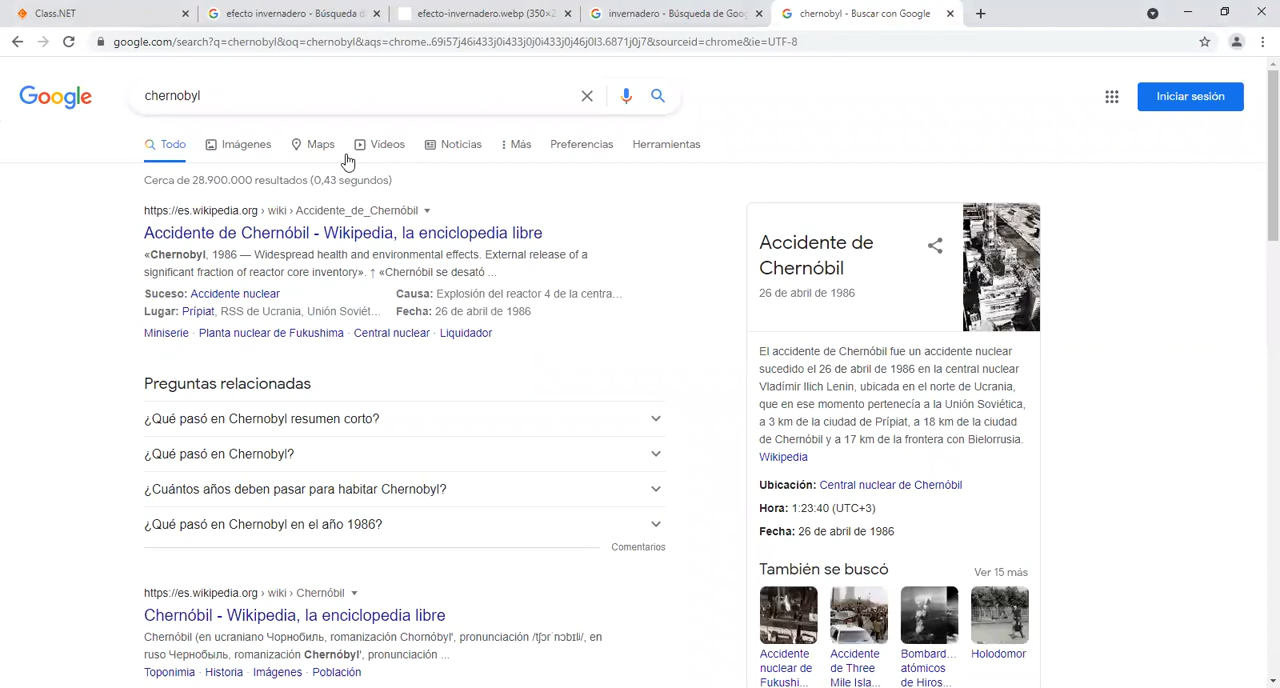 Class.NET
efecto invernadero - Búsqueda d
efecto-invernadero.webp (350×2
invernadero - Búsqueda de Goog
chernobyl - Buscar con Google
google.com/search?q=chernobyl&oq=chernobyl&aqs=chrome..69i57j46i433j0i433j0j0i433j0j46j0l3.6871j0j7&sourceid=chrome&ie=UTF-8
Google
chernobyl
Iniciar sesión
Todo Imágenes Maps Vídeos Noticias Más Preferencias Herramientas
Cerca de 28.900.000 resultados (0,43 segundos)
https://es.wikipedia.org › wiki › Accidente_de_Chernóbil
Accidente de Chernóbil - Wikipedia, la enciclopedia libre
«Chernobyl, 1986 — Widespread health and environmental effects. External release of a
significant fraction of reactor core inventory». ↑ «Chernóbil se desató ...
Suceso: Accidente nuclear
Causa: Explosión del reactor 4 de la centra...
Lugar: Prípiat, RSS de Ucrania, Unión Soviét...
Fecha: 26 de abril de 1986
Miniserie · Planta nuclear de Fukushima · Central nuclear · Liquidador
Preguntas relacionadas
¿Qué pasó en Chernobyl resumen corto?
¿Qué pasó en Chernobyl?
¿Cuántos años deben pasar para habitar Chernobyl?
¿Qué pasó en Chernobyl en el año 1986?
Comentarios
https://es.wikipedia.org › wiki › Chernóbil
Chernóbil - Wikipedia, la enciclopedia libre
Chernóbil (en ucraniano Чорнобиль, romanización Chornóbyl', pronunciación /tʃorˈnɔbɪlʲ/, en
ruso Чернобыль, romanización Chernóbyl', pronunciación ...
Toponimia · Historia · Imágenes · Población
Accidente de
Chernóbil
26 de abril de 1986
El accidente de Chernóbil fue un accidente nuclear
sucedido el 26 de abril de 1986 en la central nuclear
Vladímir Ilich Lenin, ubicada en el norte de Ucrania,
que en ese momento pertenecía a la Unión Soviética,
a 3 km de la ciudad de Prípiat, a 18 km de la ciudad
de Chernóbil y a 17 km de la frontera con Bielorrusia.
Wikipedia
Ubicación: Central nuclear de Chernóbil
Hora: 1:23:40 (UTC+3)
Fecha: 26 de abril de 1986
También se buscó
Ver 15 más
Accidente
nuclear de
Fukushi...
Accidente
de Three
Mile Isla...
Bombard...
atómicos
de Hiros...
Holodomor